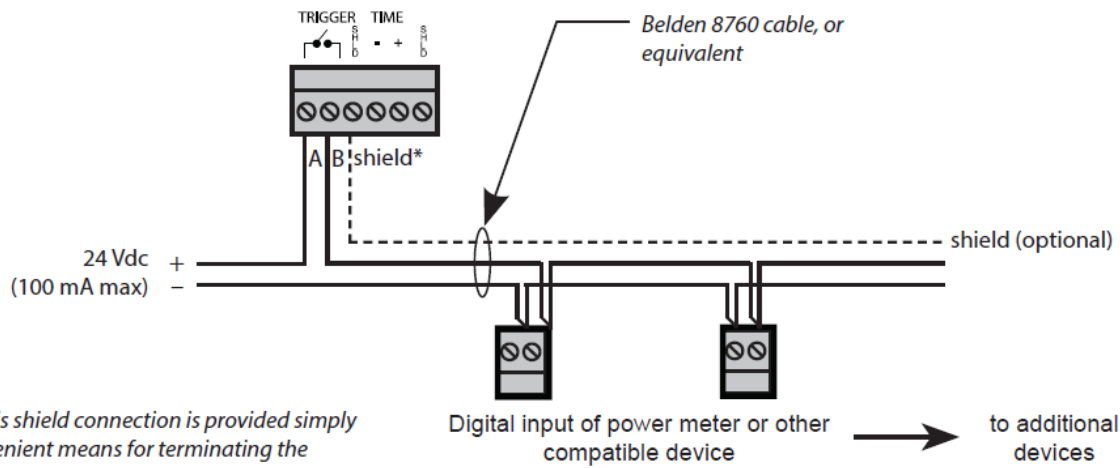 TRIGGER TIME
SHLD - + SHLD
Belden 8760 cable, or
equivalent
A B shield*
shield (optional)
24 Vdc +
(100 mA max) –
is shield connection is provided simply
enient means for terminating the
Digital input of power meter or other
compatible device
to additional
devices